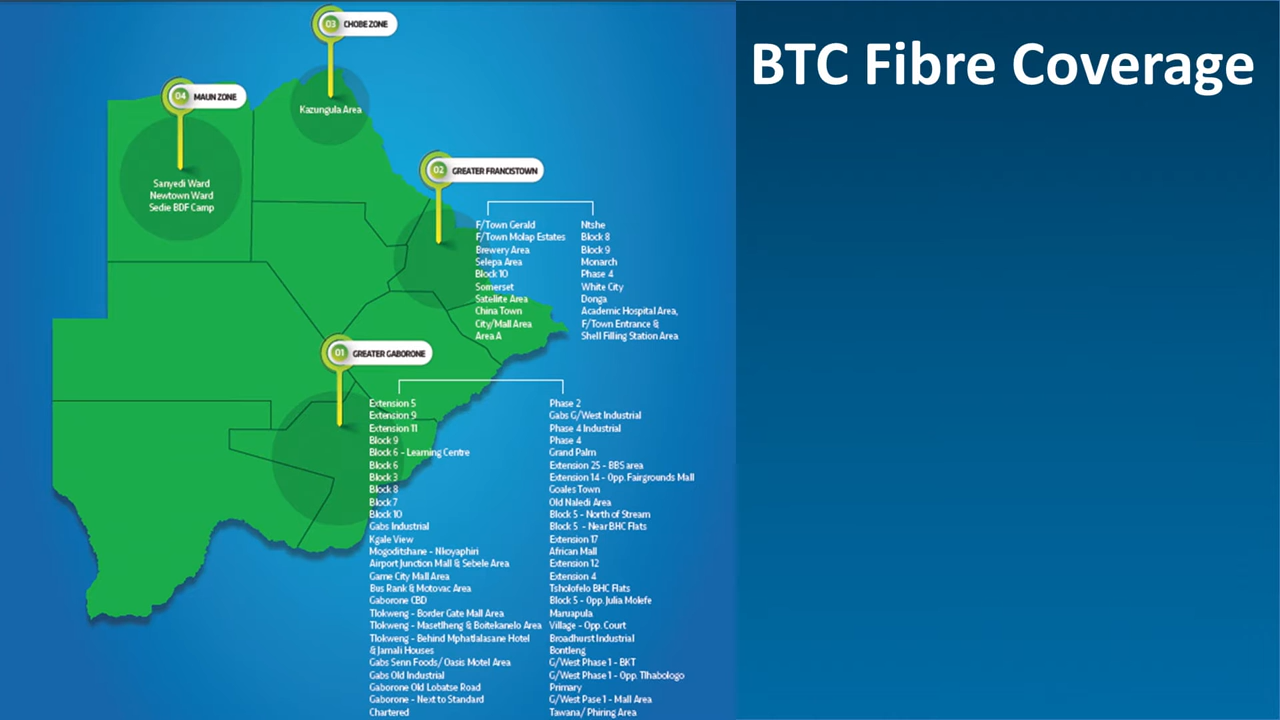 BTC Fibre Coverage
03 CHOBE ZONE
Kazungula Area
04 MAUN ZONE
Sanyedi Ward
Newtown Ward
Sedie BDF Camp
02 GREATER FRANCISTOWN
F/Town Gerald
F/Town Molap Estates
Brewery Area
Selepa Area
Block 10
Somerset
Satellite Area
China Town
City/Mall Area
Area A
Ntshe
Block 8
Block 9
Monarch
Phase 4
White City
Donga
Academic Hospital Area,
F/Town Entrance &
Shell Filling Station Area
01 GREATER GABORONE
Extension 5
Extension 9
Extension 11
Block 9
Block 6 - Learning Centre
Block 6
Block 3
Block 8
Block 7
Block 10
Gabs Industrial
Kgale View
Mogoditshane - Nkoyaphiri
Airport Junction Mall & Sebele Area
Game City Mall Area
Bus Rank & Motovac Area
Gaborone CBD
Tlokweng - Border Gate Mall Area
Tlokweng - Masetlheng & Boitekanelo Area
Tlokweng - Behind Mphatlalasane Hotel
& Jamali Houses
Gabs Senn Foods/ Oasis Motel Area
Gabs Old Industrial
Gaborone Old Lobatse Road
Gaborone - Next to Standard
Chartered
Phase 2
Gabs G/West Industrial
Phase 4 Industrial
Phase 4
Grand Palm
Extension 25 - BBS area
Extension 14 - Opp. Fairgrounds Mall
Goales Town
Old Naledi Area
Block 5 - North of Stream
Block 5 - Near BHC Flats
Extension 17
African Mall
Extension 12
Extension 4
Tsholofelo BHC Flats
Block 5 - Opp. Julia Molefe
Maruapula
Village - Opp. Court
Broadhurst Industrial
Bontleng
G/West Phase 1 - BKT
G/West Phase 1 - Opp. Tlhabologo
Primary
G/West Pase 1 - Mall Area
Tawana/ Phiring Area